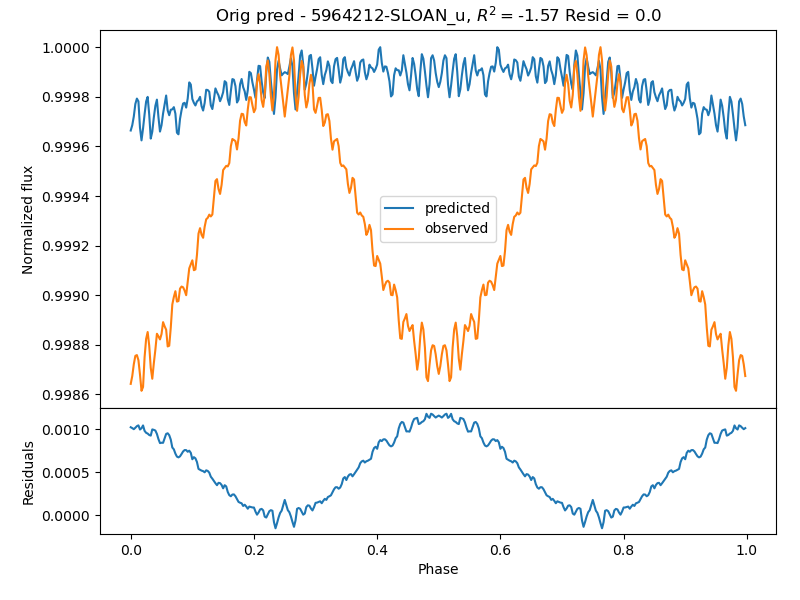 Orig pred - 5964212-SLOAN_u, R² = -1.57 Resid = 0.0
1.0000
0.9998
0.9996
0.9994
0.9992
0.9990
0.9988
0.9986
Normalized flux
predicted
observed
0.0010
0.0005
0.0000
Residuals
0.0 0.2 0.4 0.6 0.8 1.0
Phase